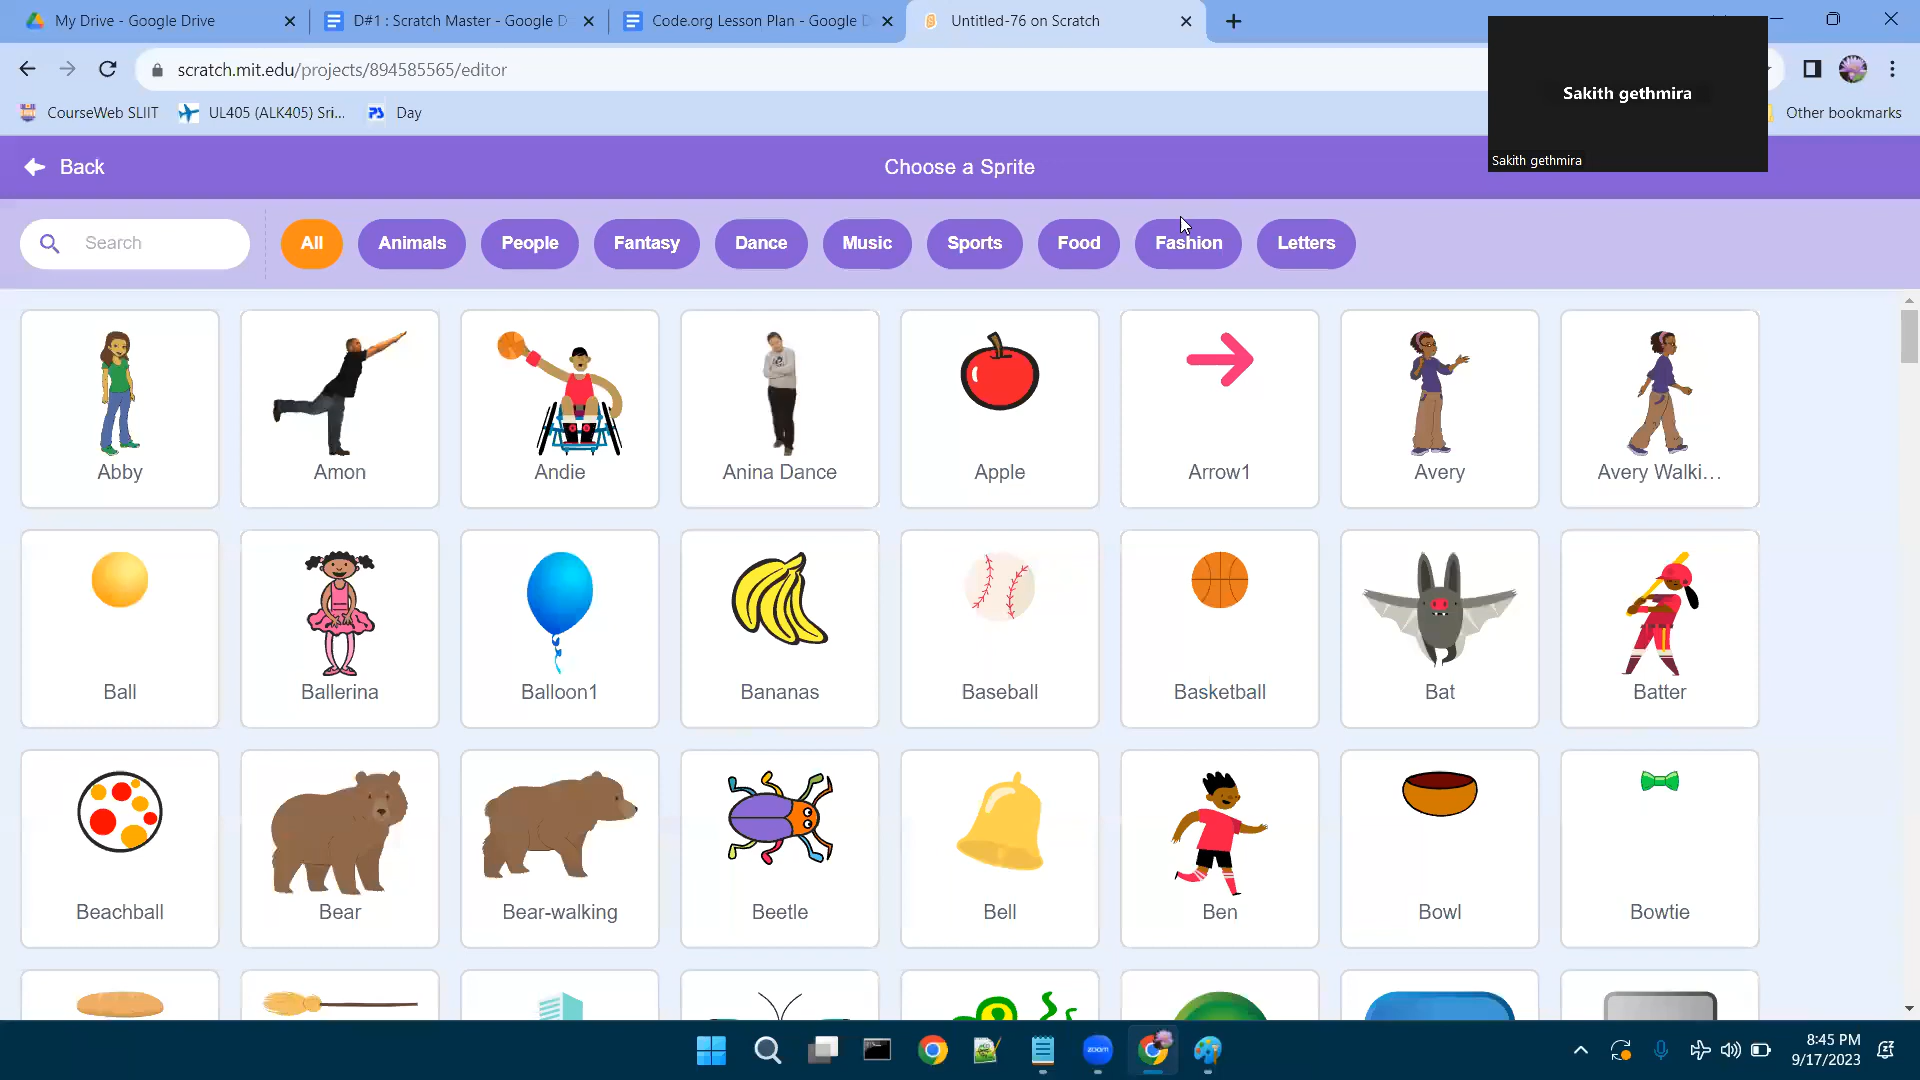 My Drive - Google Drive
D#1 : Scratch Master - Google D
Code.org Lesson Plan - Google D
Untitled-76 on Scratch
scratch.mit.edu/projects/894585565/editor
CourseWeb SLIIT
UL405 (ALK405) Sri...
PS Day
Other bookmarks
Sakith gethmira
Sakith gethmira
Back
Choose a Sprite
Search
All
Animals
People
Fantasy
Dance
Music
Sports
Food
Fashion
Letters
Abby
Amon
Andie
Anina Dance
Apple
Arrow1
Avery
Avery Walki...
Ball
Ballerina
Balloon1
Bananas
Baseball
Basketball
Bat
Batter
Beachball
Bear
Bear-walking
Beetle
Bell
Ben
Bowl
Bowtie
zoom
8:45 PM
9/17/2023